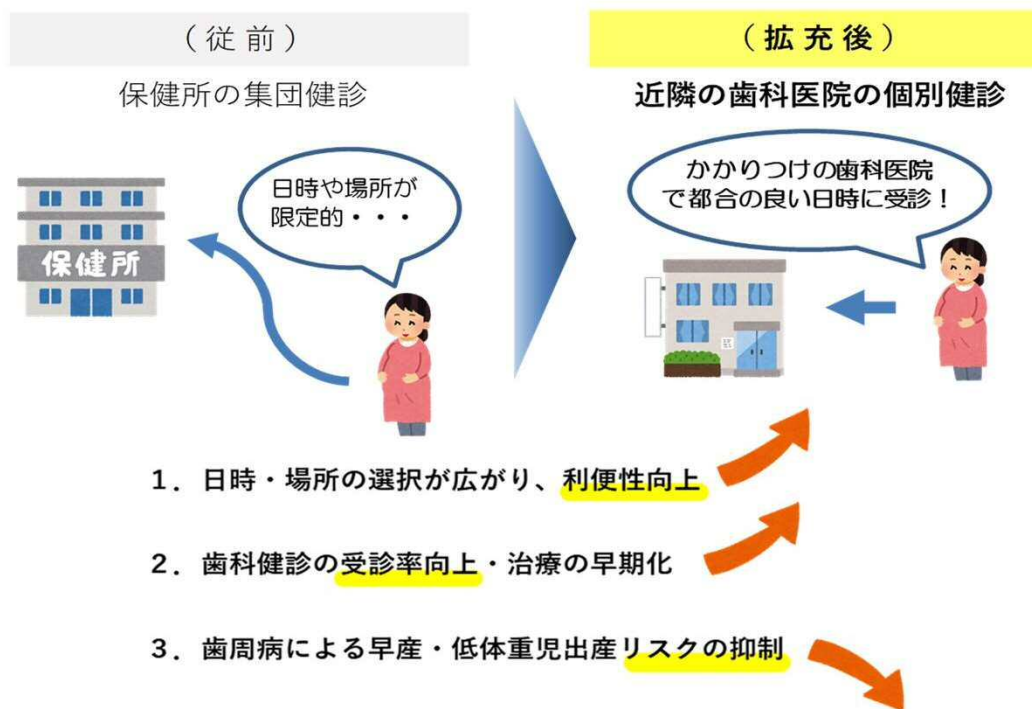 （従前）
保健所の集団健診
日時や場所が
限定的・・・
保健所
（拡充後）
近隣の歯科医院の個別健診
かかりつけの歯科医院
で都合の良い日時に受診！
1．日時・場所の選択が広がり、利便性向上
2．歯科健診の受診率向上・治療の早期化
3．歯周病による早産・低体重児出産リスクの抑制